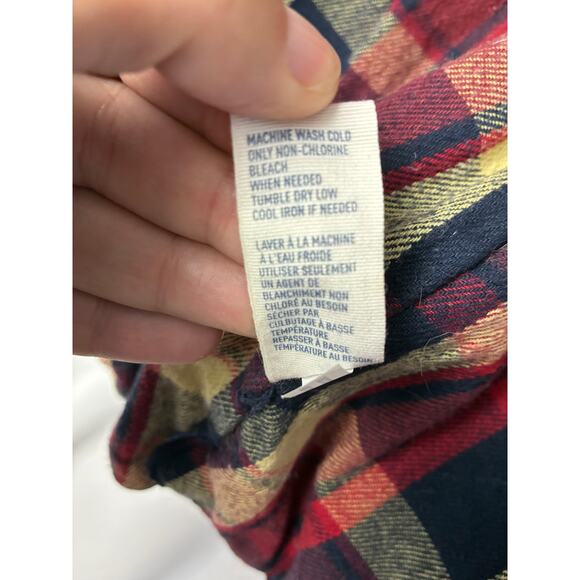 MACHINE WASH COLD
ONLY NON-CHLORINE
BLEACH
WHEN NEEDED
TUMBLE DRY LOW
COOL IRON IF NEEDED
LAVER À LA MACHINE
À L'EAU FROIDE
UTILISER SEULEMENT
UN AGENT DE
BLANCHIMENT NON
CHLORÉ AU BESOIN
SÉCHER PAR
CULBUTAGE À BASSE
TEMPÉRATURE
REPASSER À BASSE
TEMPÉRATURE AU BESOIN